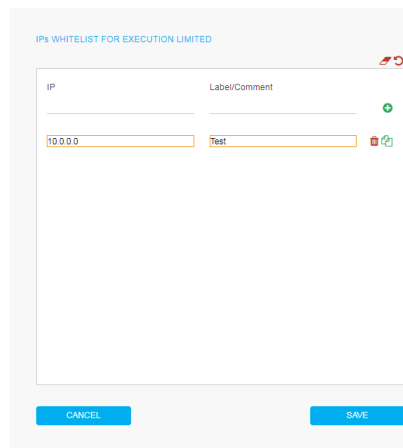 IPs WHITELIST FOR EXECUTION LIMITED
IP Label/Comment
10.0.0.0 Test
CANCEL SAVE